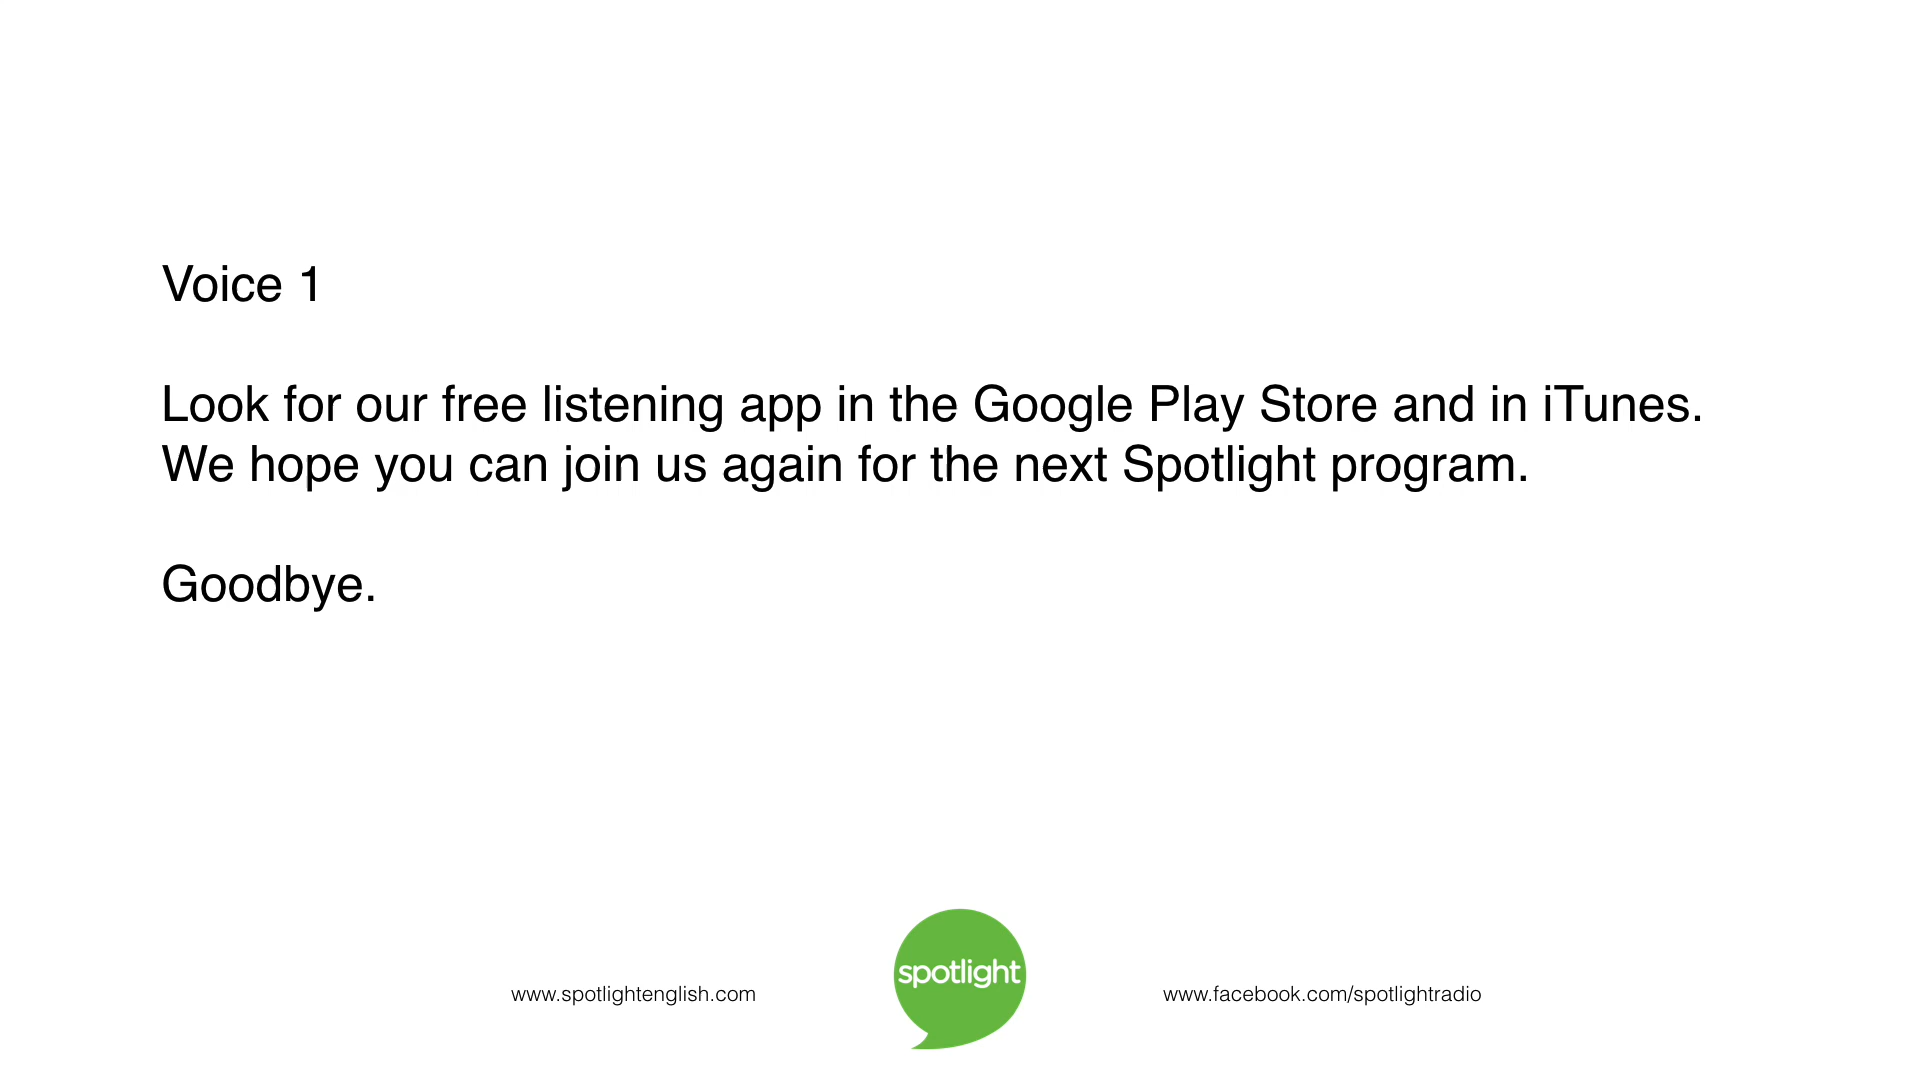 Voice 1
Look for our free listening app in the Google Play Store and in iTunes.
We hope you can join us again for the next Spotlight program.
Goodbye.
www.spotlightenglish.com
spotlight
www.facebook.com/spotlightradio